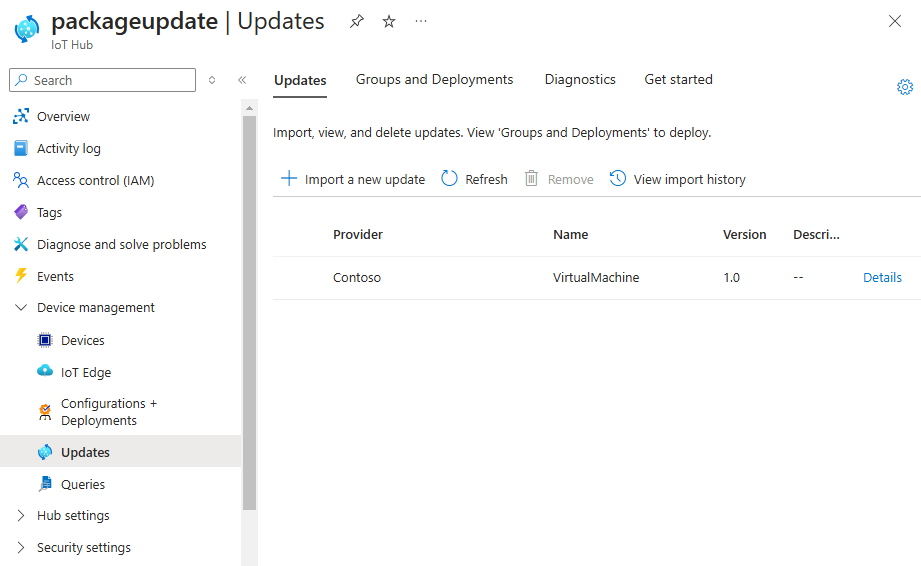 packageupdate | Updates
IoT Hub
Search
Updates Groups and Deployments Diagnostics Get started
Import, view, and delete updates. View 'Groups and Deployments' to deploy.
Import a new update Refresh Remove View import history
Provider Name Version Descri...
Contoso VirtualMachine 1.0 -- Details
Overview
Activity log
Access control (IAM)
Tags
Diagnose and solve problems
Events
Device management
Devices
IoT Edge
Configurations +
Deployments
Updates
Queries
Hub settings
Security settings